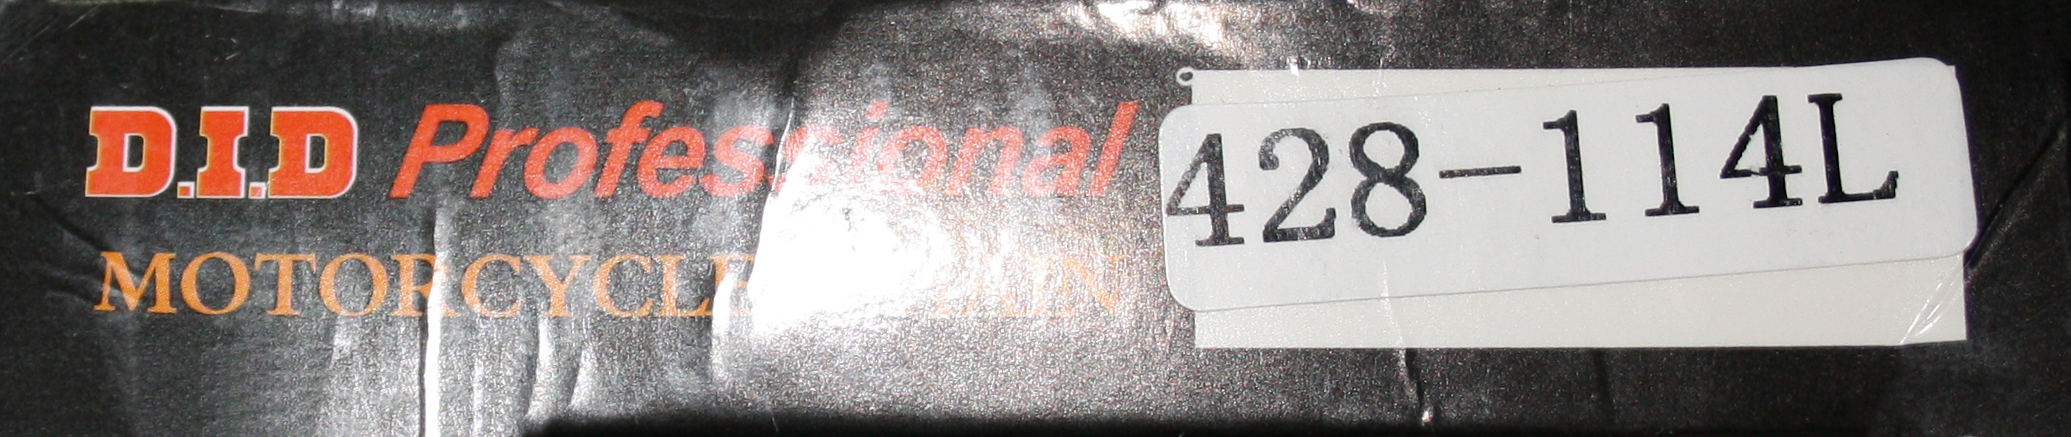 D.I.D Professional
MOTORCYCLE CHAIN
428-114L